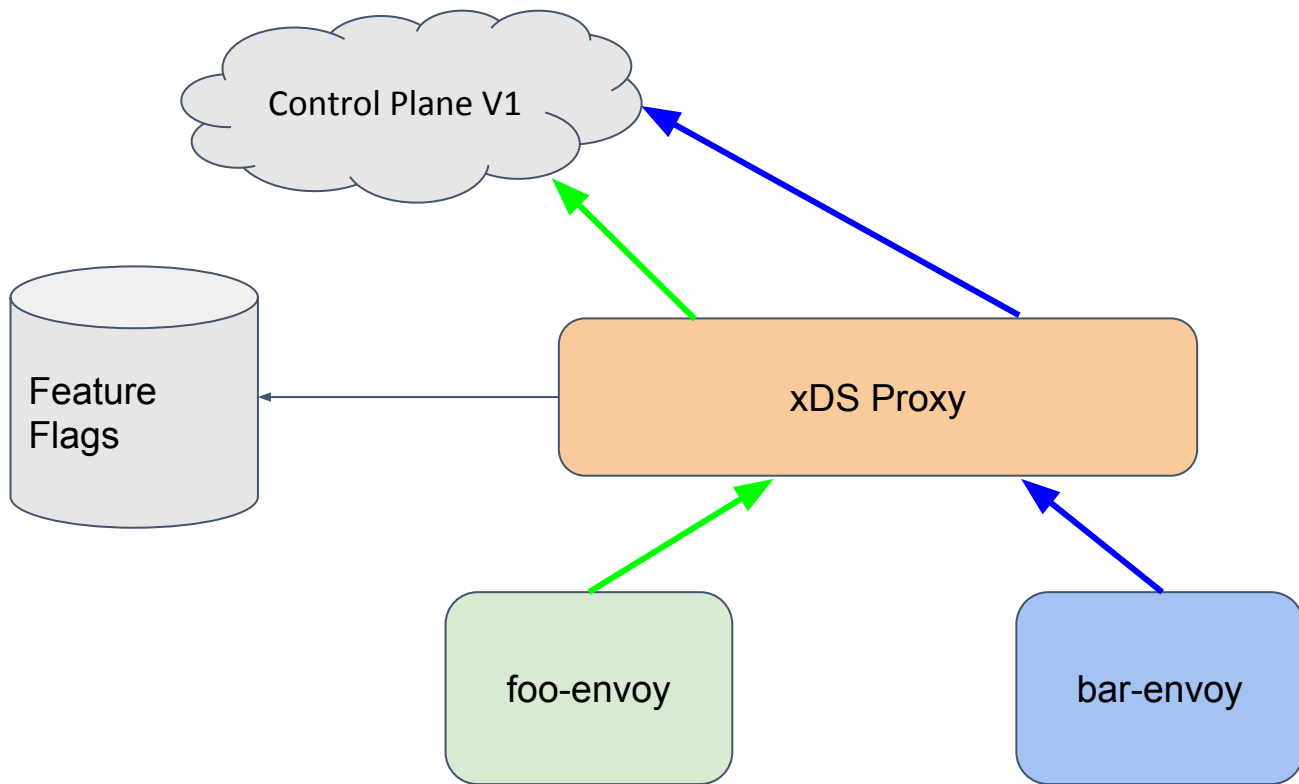 Control Plane V1
Feature
Flags
xDS Proxy
foo-envoy
bar-envoy